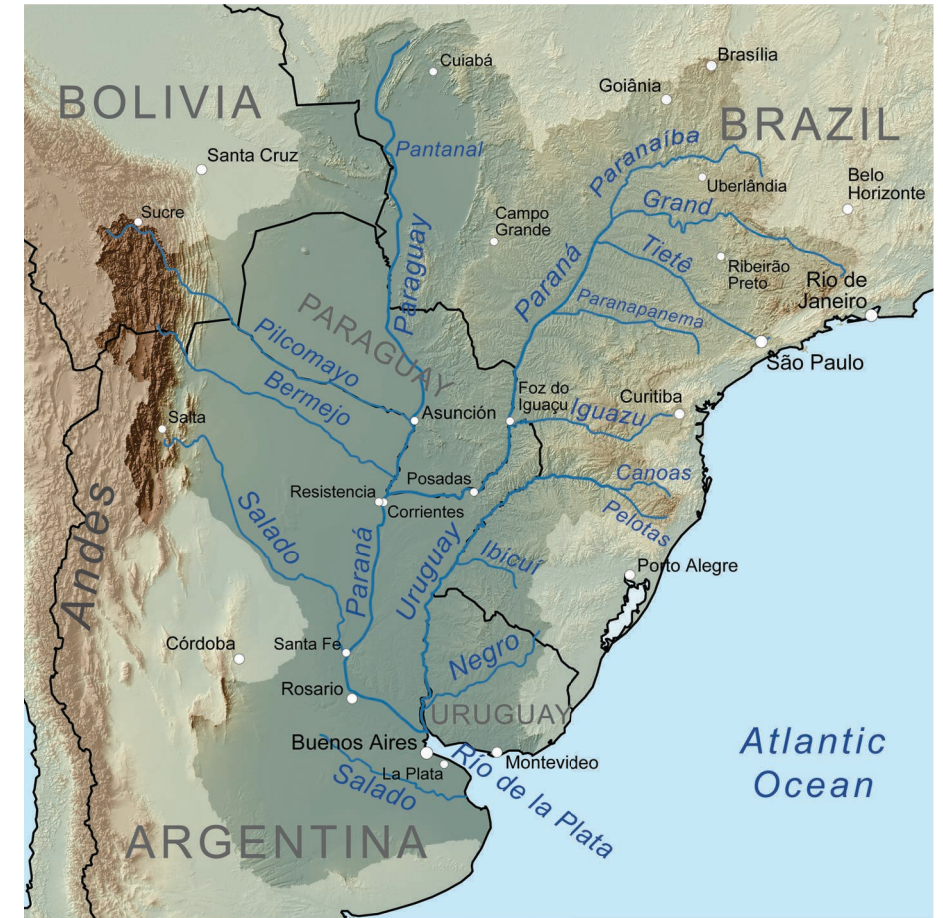 Brasília
Cuiabá
Goiânia
BOLIVIA
BRAZIL
Pantanal
Paranaíba
Santa Cruz
Uberlândia
Belo
Horizonte
Sucre
Grand
Campo
Grande
Paraguay
Tietê
Ribeirão
Preto
Rio de
Janeiro
Paraná
PARAGUAY
Paranapanema
Pilcomayo
São Paulo
Bermejo
Foz do
Iguaçu
Curitiba
Iguazu
Asunción
Salta
Canoas
Posadas
Resistencia
Corrientes
Pelotas
Salado
Andes
Paraná
Uruguay
Ibicuí
Porto Alegre
Córdoba
Santa Fe
Negro
Rosario
URUGUAY
Buenos Aires
Montevideo
La Plata
Río de la Plata
Salado
Atlantic
Ocean
ARGENTINA